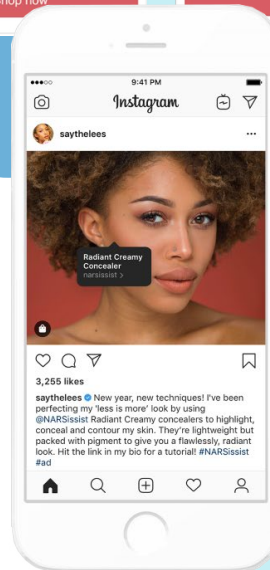 Shop now
9:41 PM
Instagram
saythelees
Radiant Creamy
Concealer
narsissist >
3,255 likes
saythelees New year, new techniques! I've been
perfecting my 'less is more' look by using
@NARSissist Radiant Creamy concealers to highlight,
conceal and contour my skin. They're lightweight but
packed with pigment to give you a flawlessly, radiant
look. Hit the link in my bio for a tutorial! #NARSissist
#ad